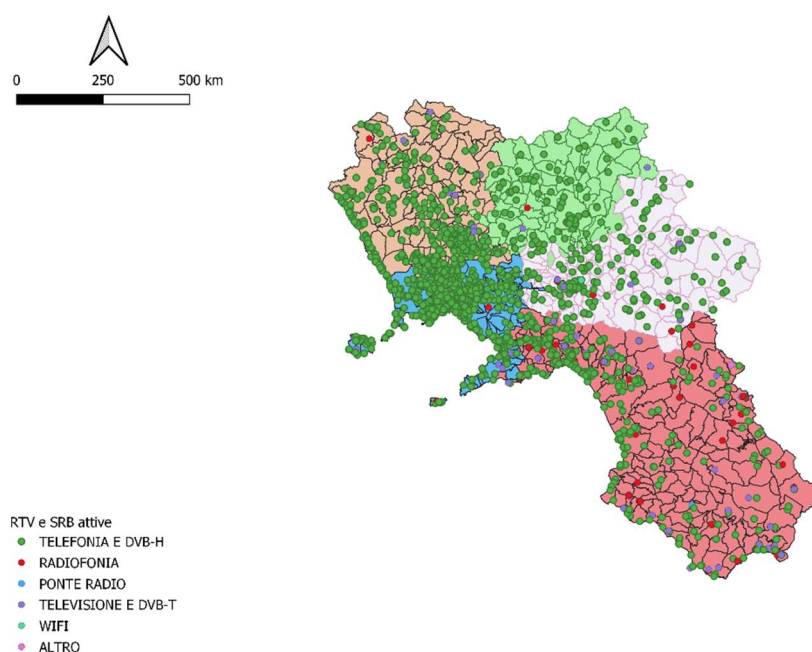 0 250 500 km
RTV e SRB attive
TELEFONIA E DVB-H
RADIOFONIA
PONTE RADIO
TELEVISIONE E DVB-T
WIFI
ALTRO